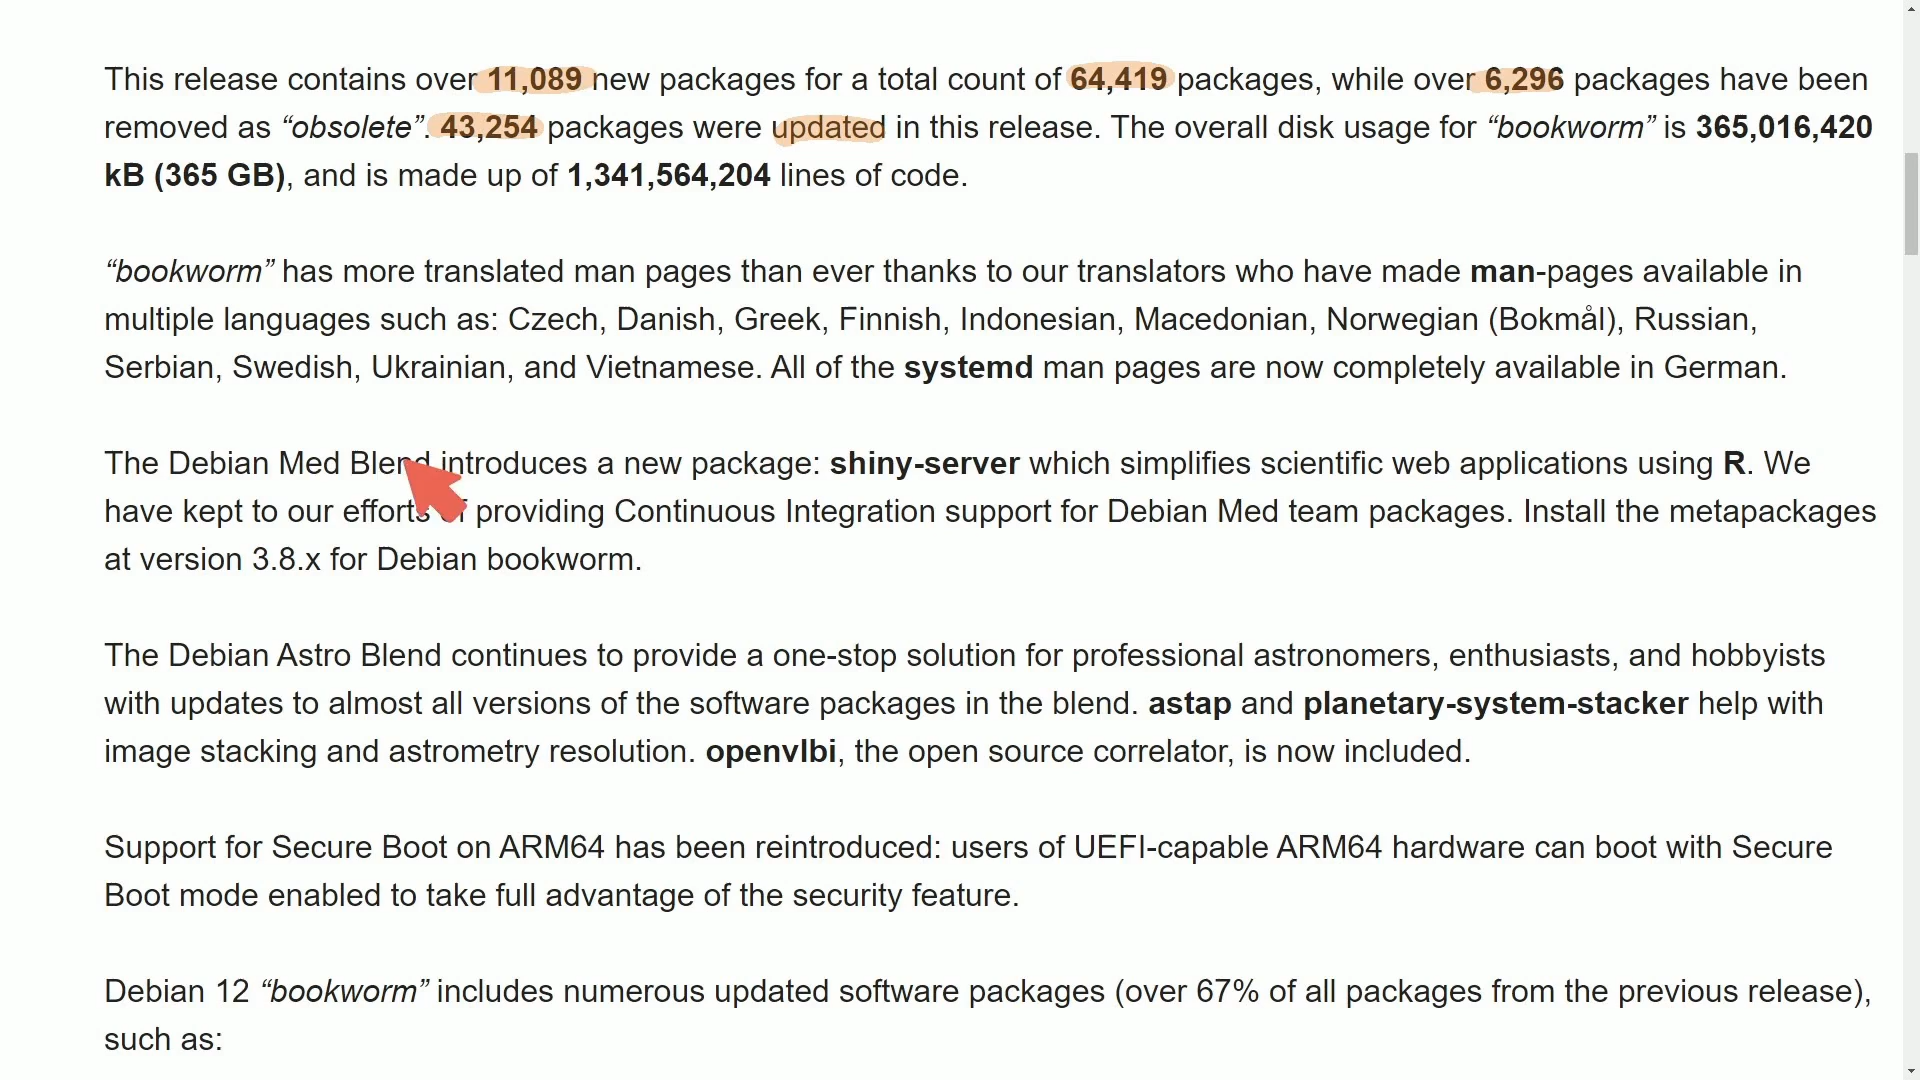 This release contains over 11,089 new packages for a total count of 64,419 packages, while over 6,296 packages have been
removed as “obsolete”. 43,254 packages were updated in this release. The overall disk usage for “bookworm” is 365,016,420
kB (365 GB), and is made up of 1,341,564,204 lines of code.
“bookworm” has more translated man pages than ever thanks to our translators who have made man-pages available in
multiple languages such as: Czech, Danish, Greek, Finnish, Indonesian, Macedonian, Norwegian (Bokmål), Russian,
Serbian, Swedish, Ukrainian, and Vietnamese. All of the systemd man pages are now completely available in German.
The Debian Med Blend introduces a new package: shiny-server which simplifies scientific web applications using R. We
have kept to our efforts of providing Continuous Integration support for Debian Med team packages. Install the metapackages
at version 3.8.x for Debian bookworm.
The Debian Astro Blend continues to provide a one-stop solution for professional astronomers, enthusiasts, and hobbyists
with updates to almost all versions of the software packages in the blend. astap and planetary-system-stacker help with
image stacking and astrometry resolution. openvlbi, the open source correlator, is now included.
Support for Secure Boot on ARM64 has been reintroduced: users of UEFI-capable ARM64 hardware can boot with Secure
Boot mode enabled to take full advantage of the security feature.
Debian 12 “bookworm” includes numerous updated software packages (over 67% of all packages from the previous release),
such as: